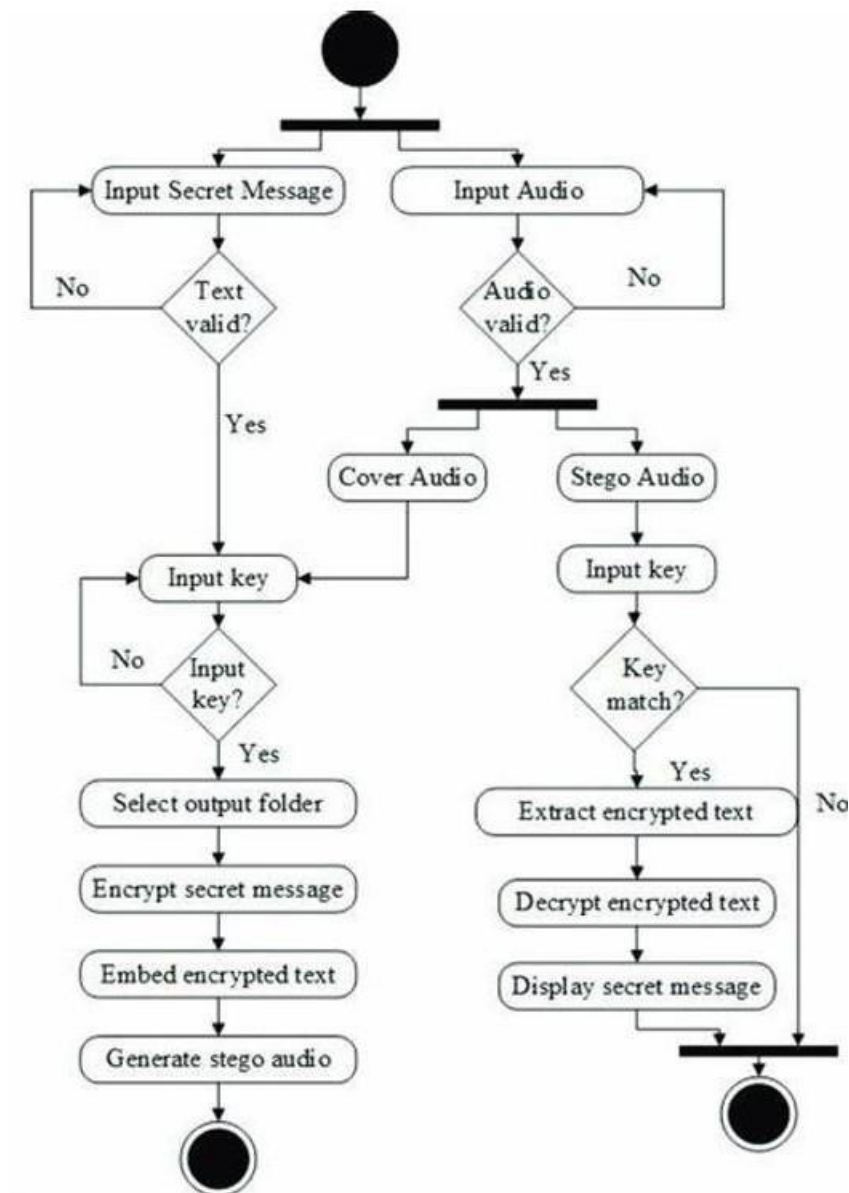 Input Secret Message
Input Audio
No
Text
valid?
Audio
valid?
No
Yes
Yes
Cover Audio
Stego Audio
Input key
Input key
No
Input
key?
Key
match?
Yes
Yes
No
Select output folder
Extract encrypted text
Encrypt secret message
Decrypt encrypted text
Embed encrypted text
Display secret message
Generate stego audio